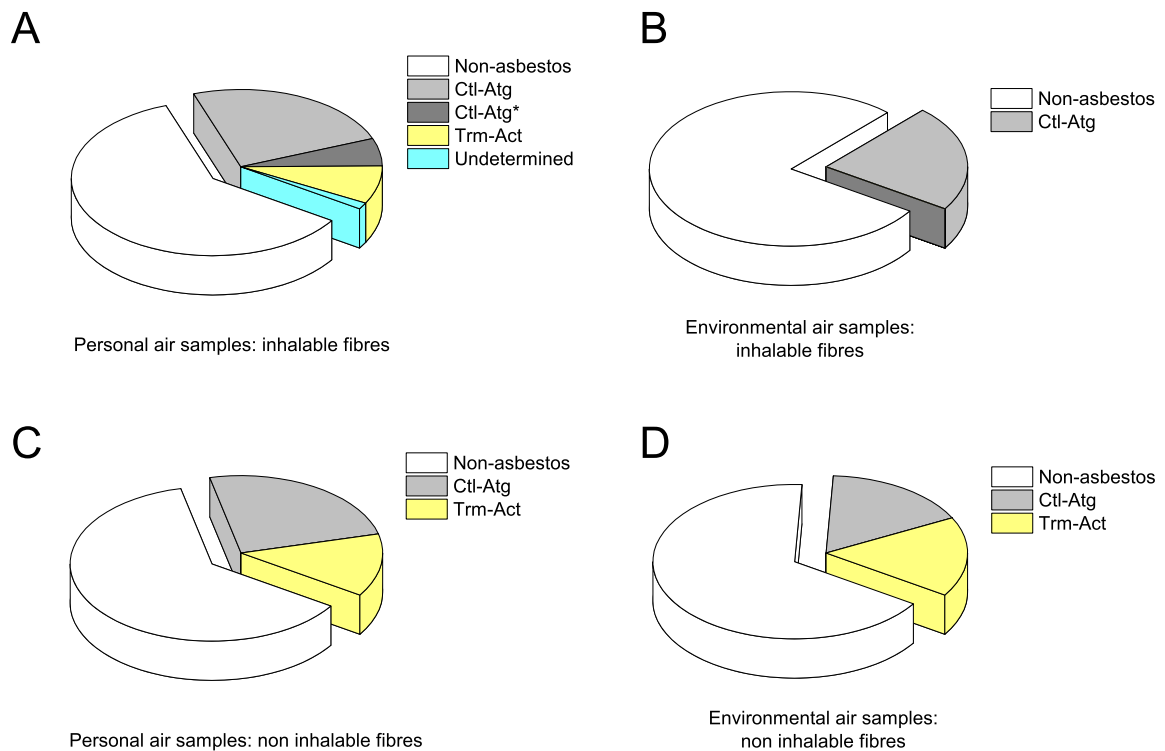 A
Non-asbestos
Ctl-Atg
Ctl-Atg*
Trm-Act
Undetermined
Personal air samples: inhalable fibres
B
Non-asbestos
Ctl-Atg
Environmental air samples:
inhalable fibres
C
Non-asbestos
Ctl-Atg
Trm-Act
Personal air samples: non inhalable fibres
D
Non-asbestos
Ctl-Atg
Trm-Act
Environmental air samples:
non inhalable fibres